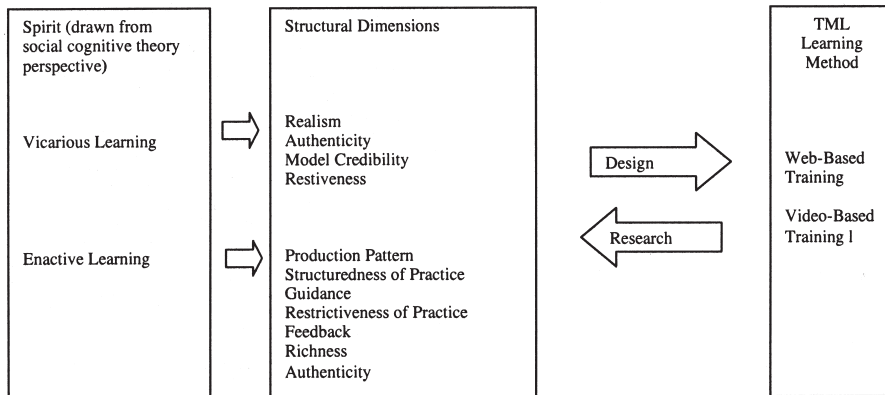 Spirit (drawn from
social cognitive theory
perspective)
Vicarious Learning
Enactive Learning
Structural Dimensions
Realism
Authenticity
Model Credibility
Restiveness
Production Pattern
Structuredness of Practice
Guidance
Restrictiveness of Practice
Feedback
Richness
Authenticity
Design
Research
TML
Learning
Method
Web-Based
Training
Video-Based
Training l